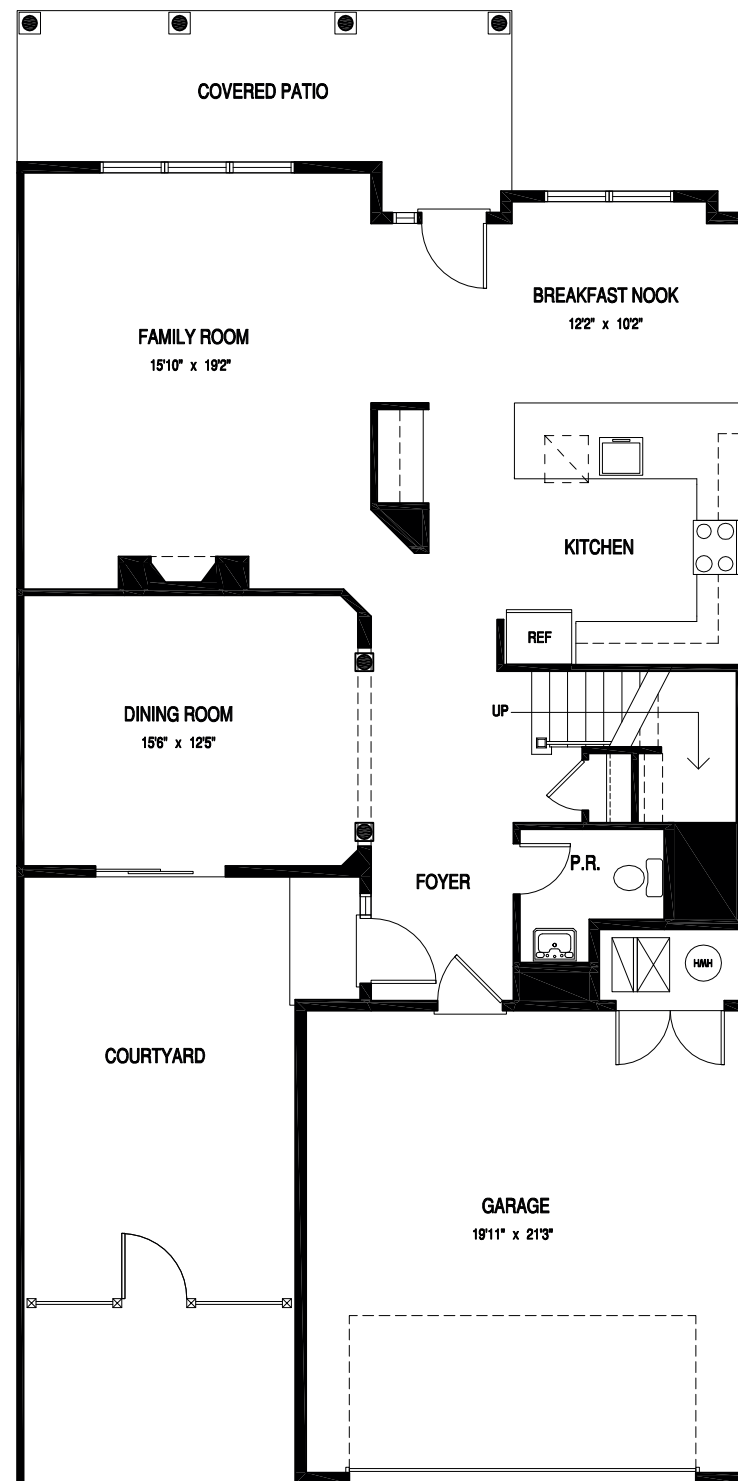 COVERED PATIO
BREAKFAST NOOK
12'2" x 10'2"
FAMILY ROOM
15'10" x 19'2"
KITCHEN
REF
DINING ROOM
15'6" x 12'5"
UP
P.R.
FOYER
HWH
COURTYARD
GARAGE
19'11" x 21'3"